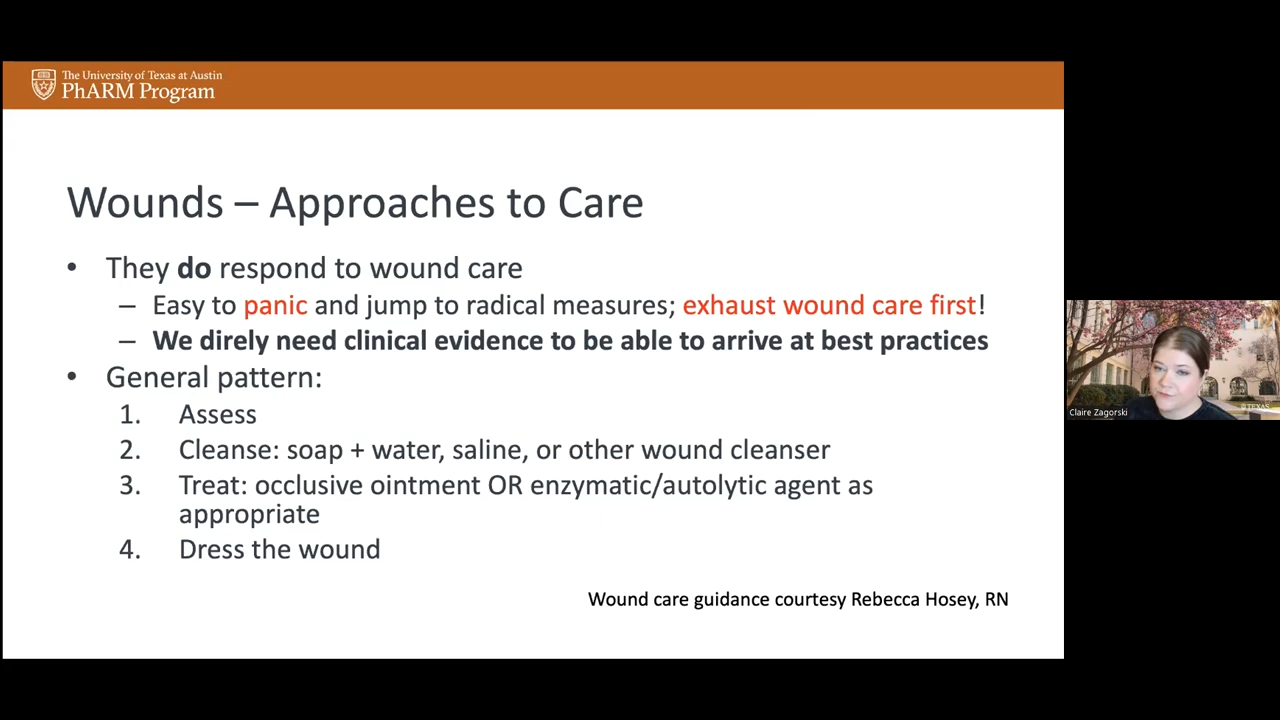 The University of Texas at Austin
PhARM Program
Wounds – Approaches to Care
• They do respond to wound care
– Easy to panic and jump to radical measures; exhaust wound care first!
– We direly need clinical evidence to be able to arrive at best practices
• General pattern:
1. Assess
2. Cleanse: soap + water, saline, or other wound cleanser
3. Treat: occlusive ointment OR enzymatic/autolytic agent as
appropriate
4. Dress the wound
Wound care guidance courtesy Rebecca Hosey, RN
Claire Zagorski